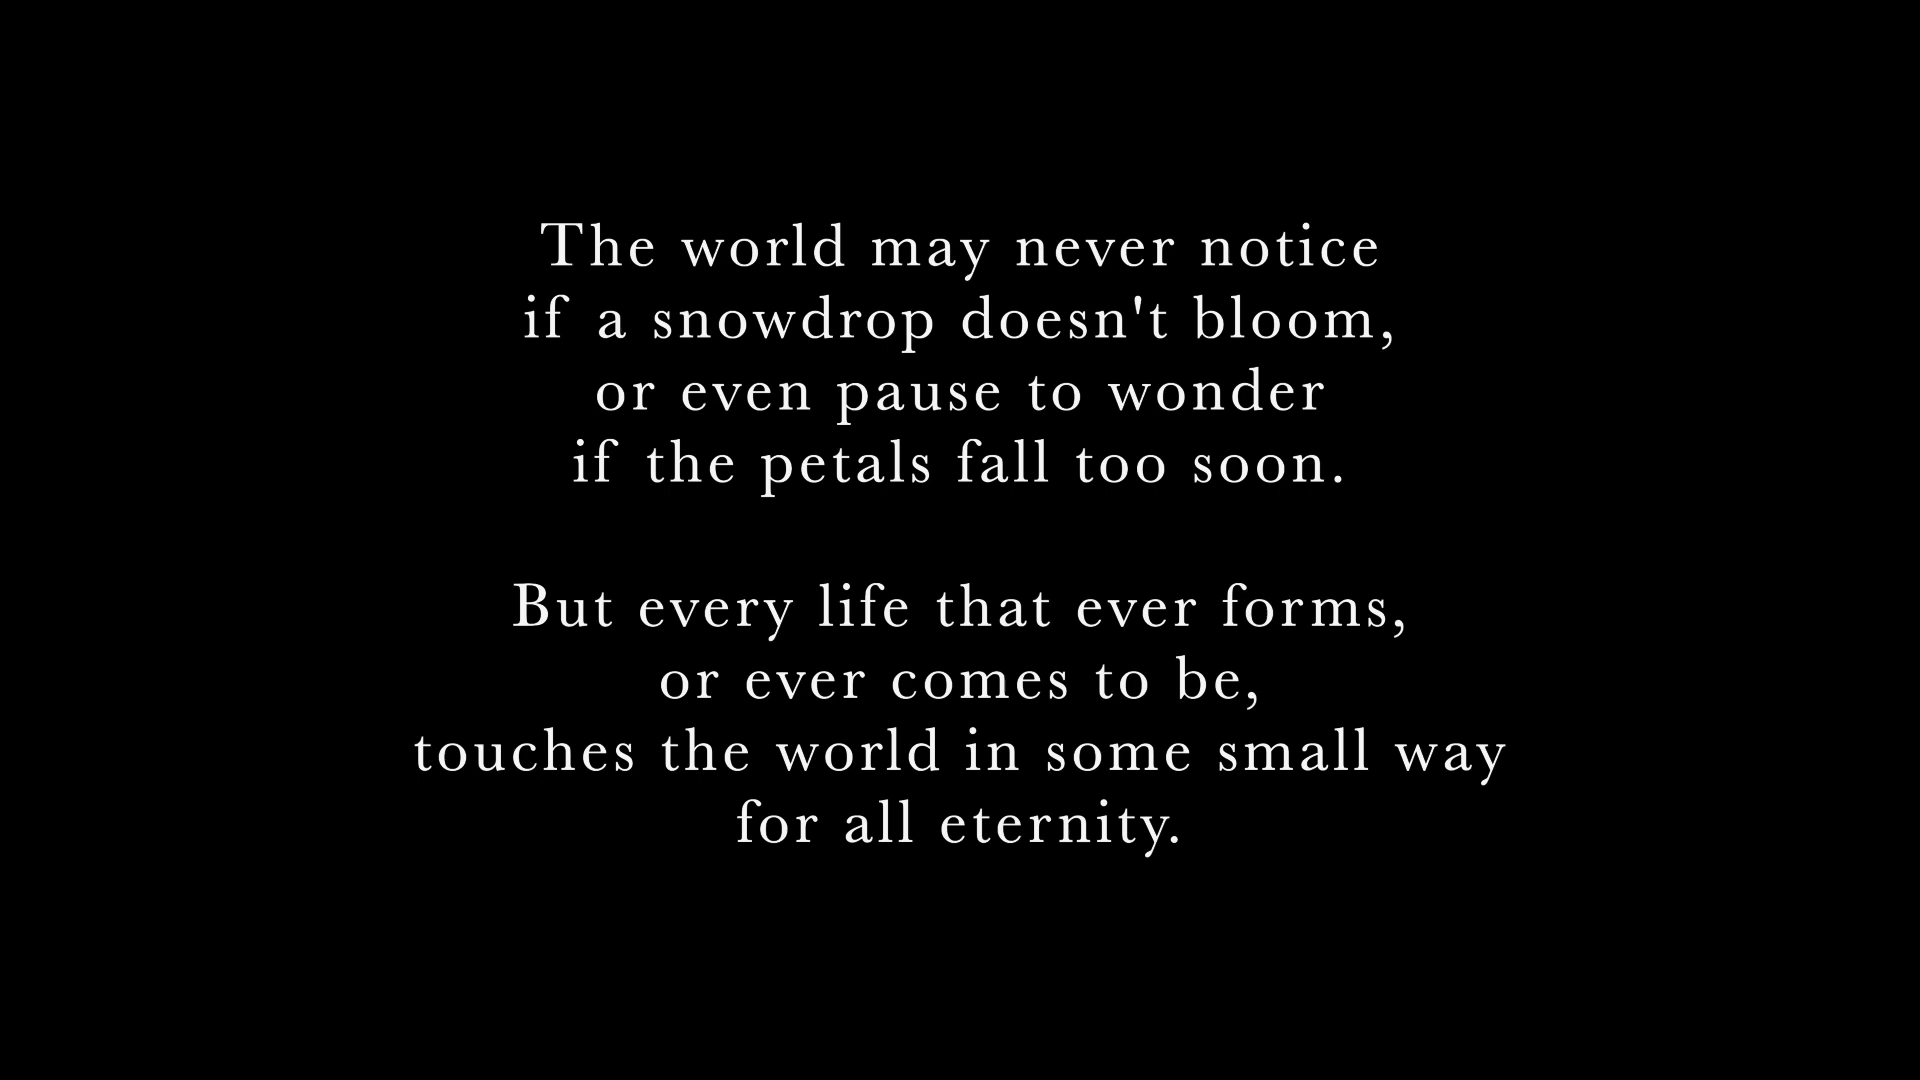 The world may never notice
if a snowdrop doesn't bloom,
or even pause to wonder
if the petals fall too soon.
But every life that ever forms,
or ever comes to be,
touches the world in some small way
for all eternity.